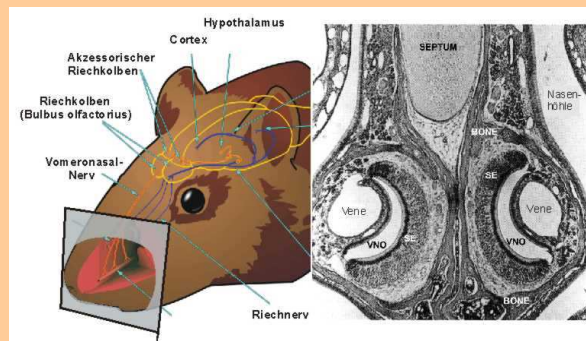 Hypothalamus
Cortex
Akzessorischer
Riechkolben
Riechkolben
(Bulbus olfactorius)
Vomeronasal-
Nerv
Riechnerv
SEPTUM
Nasen-
höhle
BONE
SE
Vene
Vene
VNO
SE
VNO
BONE